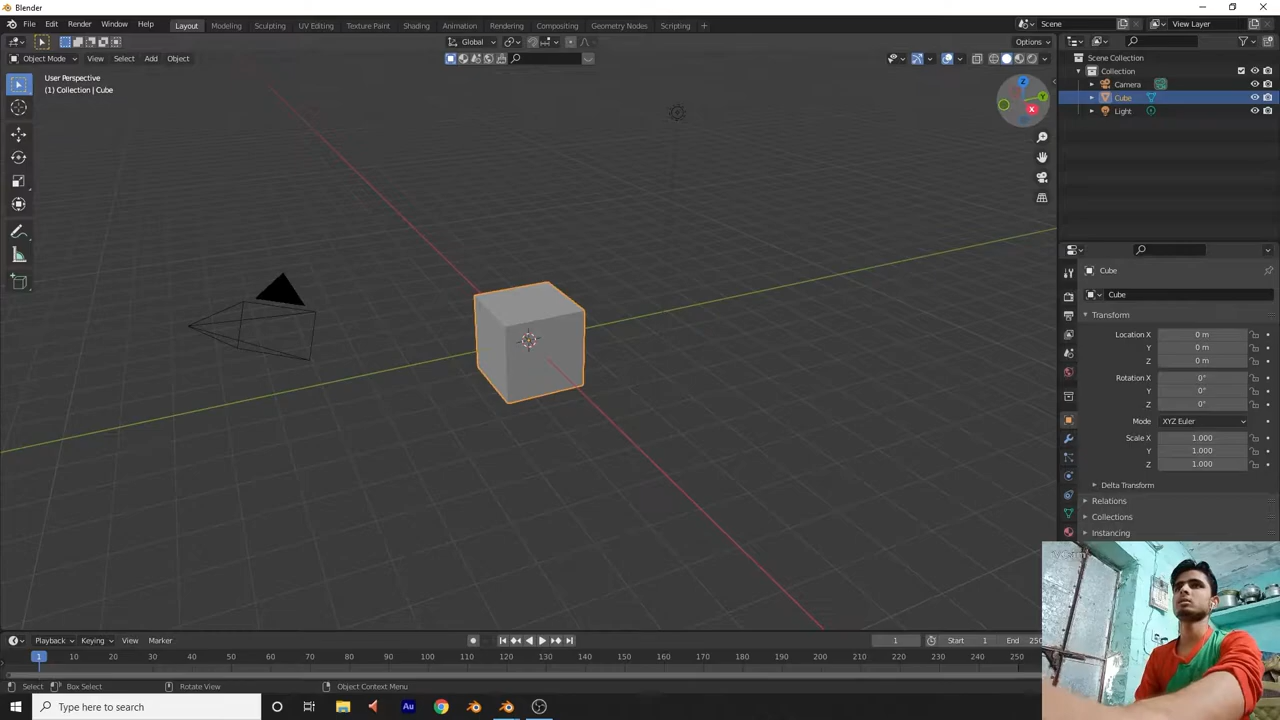 Blender
File Edit Render Window Help Layout Modeling Sculpting UV Editing Texture Paint Shading Animation Rendering Compositing Geometry Nodes Scripting + Scene View Layer
Global Options
Object Mode View Select Add Object
User Perspective
(1) Collection | Cube
Z
Y
X
Scene Collection
Collection
Camera
Cube
Light
Cube
Cube
Transform
Location X 0 m
Y 0 m
Z 0 m
Rotation X 0°
Y 0°
Z 0°
Mode XYZ Euler
Scale X 1.000
Y 1.000
Z 1.000
Delta Transform
Relations
Collections
Instancing
Playback Keying View Marker 1 Start 1 End 250
1 10 20 30 40 50 60 70 80 90 100 110 120 130 140 150 160 170 180 190 200 210 220 230 240 250
Select Box Select Rotate View Object Context Menu
Type here to search Au